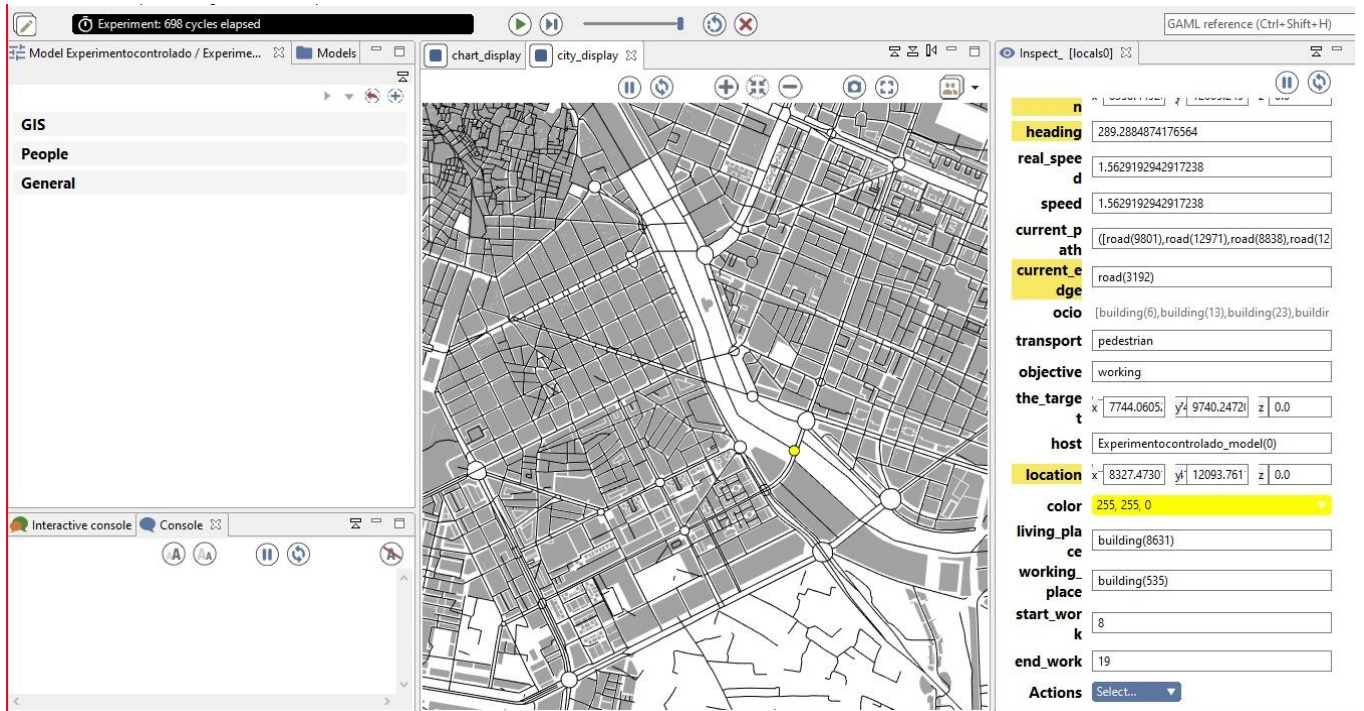 Experiment: 698 cycles elapsed
GAML reference (Ctrl+Shift+H)
Model Experimentocontrolado / Experime...
Models
GIS
People
General
Interactive console
Console
chart_display
city_display
Inspect_ [locals0]
n
heading
289.2884874176564
real_spee
d
1.5629192942917238
speed
1.5629192942917238
current_p
ath
([road(9801),road(12971),road(8838),road(12
current_e
dge
road(3192)
ocio
[building(6),building(13),building(23),buildir
transport
pedestrian
objective
working
the_targe
t
x 7744.0605 y 9740.2472 z 0.0
host
Experimentocontrolado_model(0)
location
x 8327.4730 y 12093.761 z 0.0
color
255, 255, 0
living_pla
ce
building(8631)
working_
place
building(535)
start_wor
k
8
end_work
19
Actions
Select...